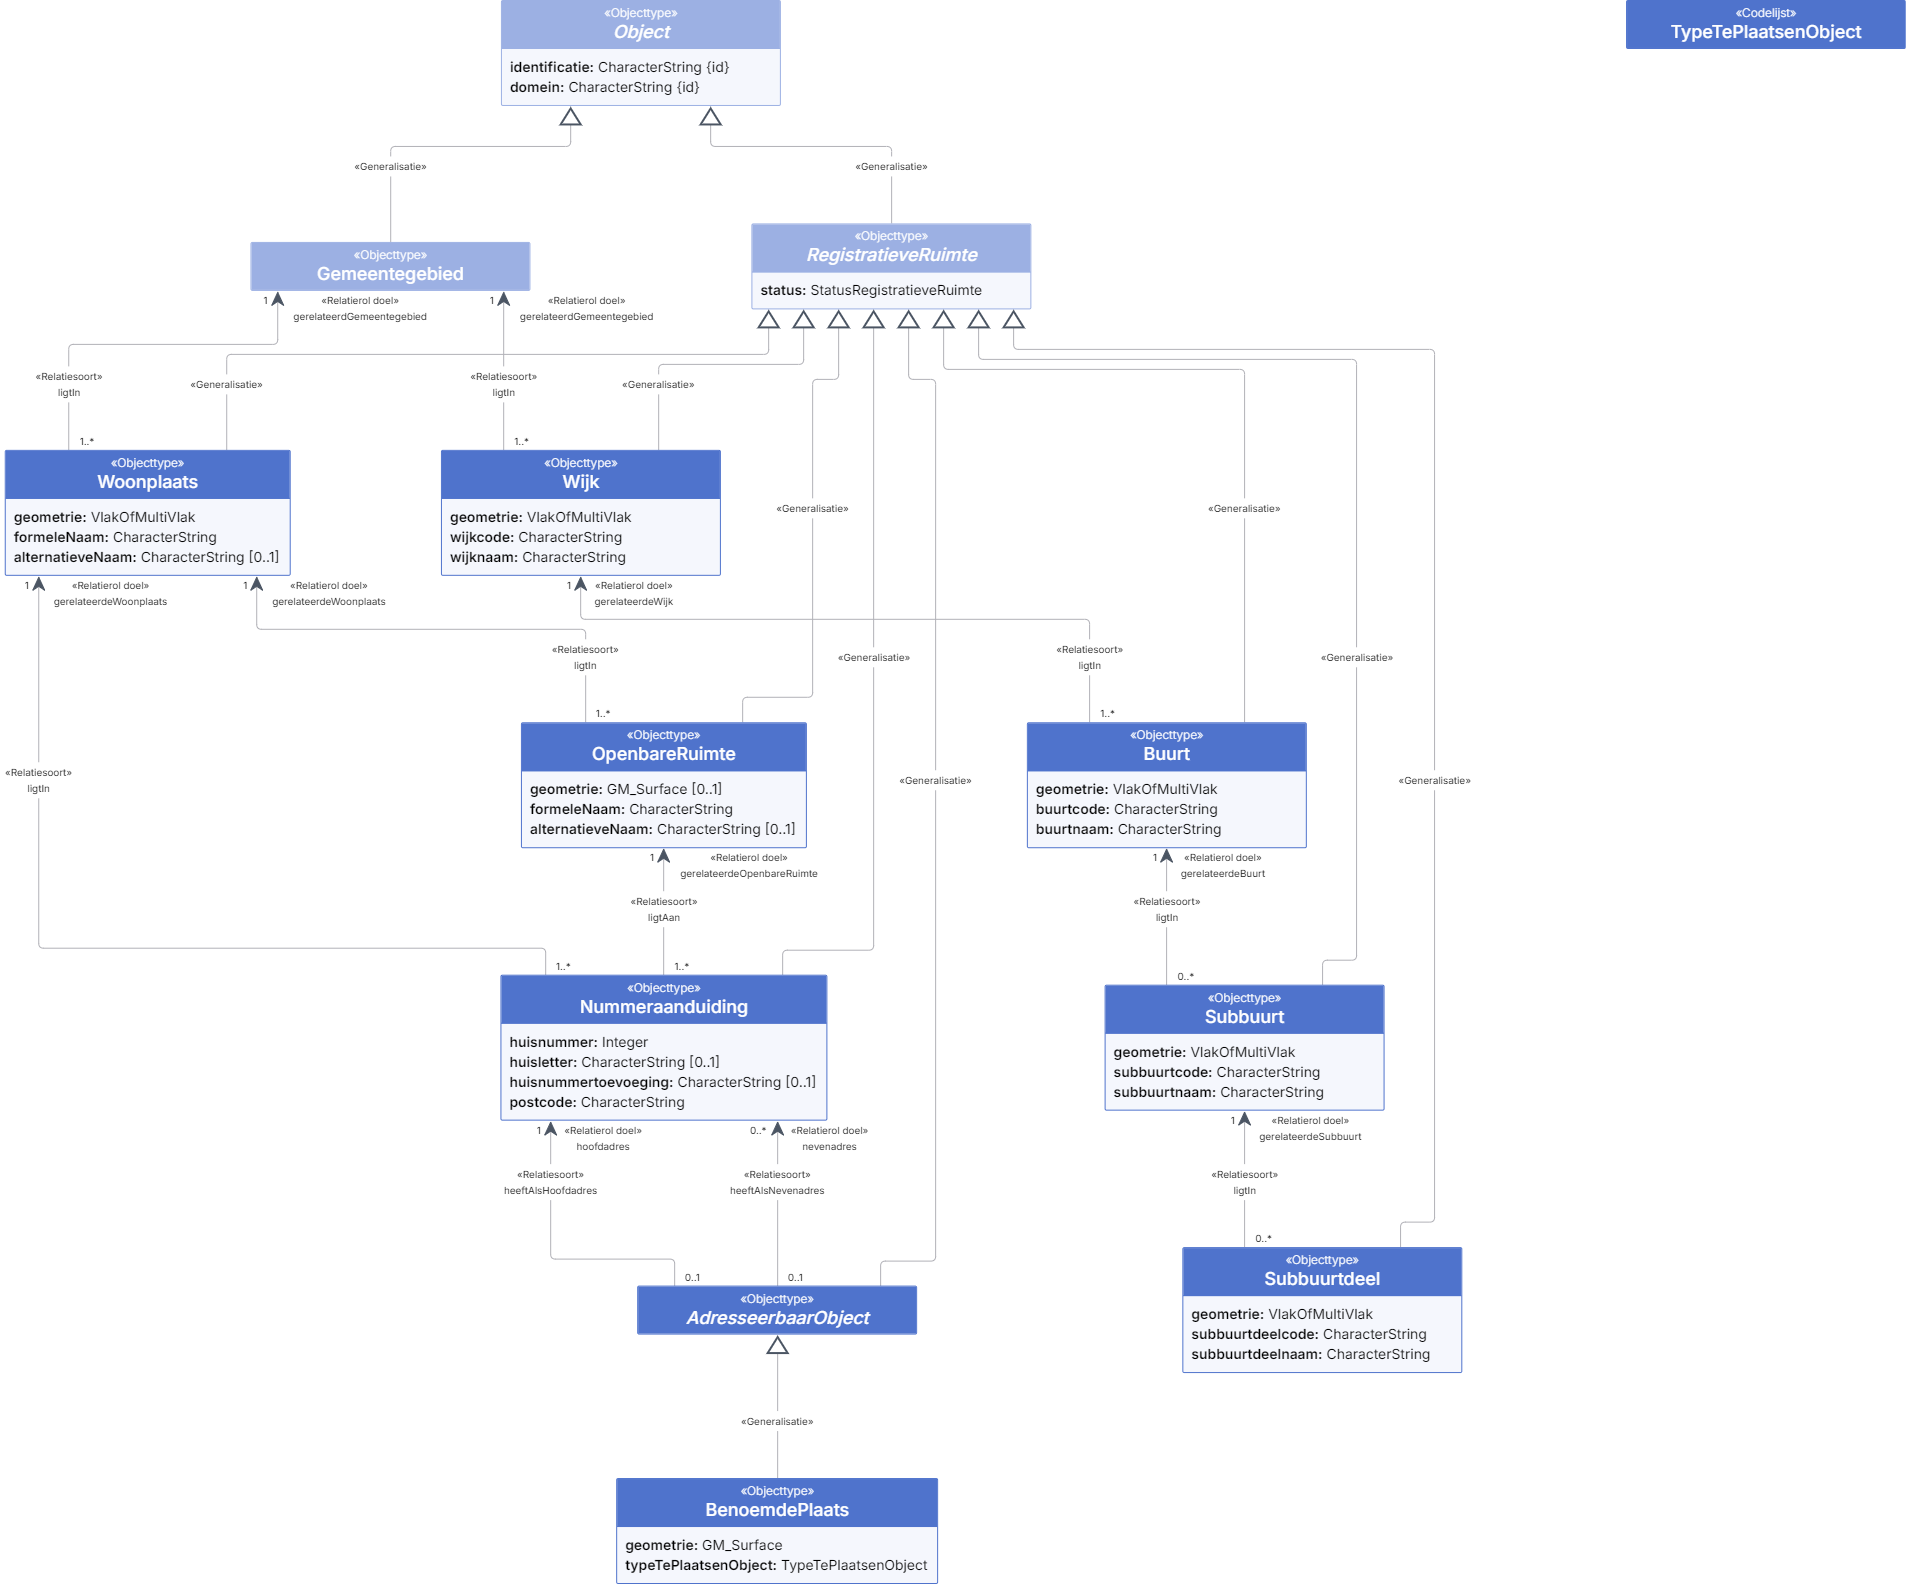 «Objecttype»
Object
identificatie: CharacterString {id}
domein: CharacterString {id}
«Codelijst»
TypeTePlaatsenObject
«Generalisatie»
«Generalisatie»
«Objecttype»
Gemeentegebied
«Objecttype»
RegistratieveRuimte
status: StatusRegistratieveRuimte
1
«Relatierol doel»
gerelateerdGemeentegebied
1
«Relatierol doel»
gerelateerdGemeentegebied
«Relatiesoort»
ligtIn
«Generalisatie»
«Relatiesoort»
ligtIn
«Generalisatie»
1..*
1..*
«Objecttype»
Woonplaats
geometrie: VlakOfMultiVlak
formeleNaam: CharacterString
alternatieveNaam: CharacterString [0..1]
«Objecttype»
Wijk
geometrie: VlakOfMultiVlak
wijkcode: CharacterString
wijknaam: CharacterString
«Generalisatie»
«Generalisatie»
1
«Relatierol doel»
gerelateerdeWoonplaats
1
«Relatierol doel»
gerelateerdeWoonplaats
1
«Relatierol doel»
gerelateerdeWijk
«Relatiesoort»
ligtIn
«Generalisatie»
«Relatiesoort»
ligtIn
«Generalisatie»
1..*
1..*
«Objecttype»
OpenbareRuimte
geometrie: GM_Surface [0..1]
formeleNaam: CharacterString
alternatieveNaam: CharacterString [0..1]
«Objecttype»
Buurt
geometrie: VlakOfMultiVlak
buurtcode: CharacterString
buurtnaam: CharacterString
«Relatiesoort»
ligtIn
«Generalisatie»
«Generalisatie»
1
«Relatierol doel»
gerelateerdeOpenbareRuimte
1
«Relatierol doel»
gerelateerdeBuurt
«Relatiesoort»
ligtAan
«Relatiesoort»
ligtIn
1..*
1..*
0..*
«Objecttype»
Nummeraanduiding
huisnummer: Integer
huisletter: CharacterString [0..1]
huisnummertoevoeging: CharacterString [0..1]
postcode: CharacterString
«Objecttype»
Subbuurt
geometrie: VlakOfMultiVlak
subbuurtcode: CharacterString
subbuurtnaam: CharacterString
1
«Relatierol doel»
hoofdadres
0..*
«Relatierol doel»
nevenadres
1
«Relatierol doel»
gerelateerdeSubbuurt
«Relatiesoort»
heeftAlsHoofdadres
«Relatiesoort»
heeftAlsNevenadres
«Relatiesoort»
ligtIn
0..1
0..1
0..*
«Objecttype»
AdresseerbaarObject
«Objecttype»
Subbuurtdeel
geometrie: VlakOfMultiVlak
subbuurtdeelcode: CharacterString
subbuurtdeelnaam: CharacterString
«Generalisatie»
«Objecttype»
BenoemdePlaats
geometrie: GM_Surface
typeTePlaatsenObject: TypeTePlaatsenObject